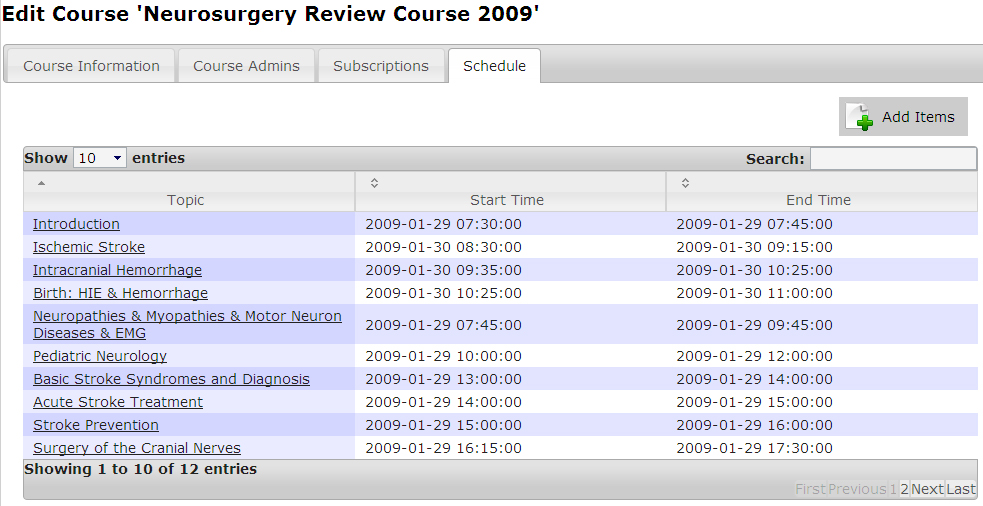 Edit Course 'Neurosurgery Review Course 2009'
Course Information Course Admins Subscriptions Schedule
Add Items
Show 10 entries Search:
Topic Start Time End Time
Introduction 2009-01-29 07:30:00 2009-01-29 07:45:00
Ischemic Stroke 2009-01-30 08:30:00 2009-01-30 09:15:00
Intracranial Hemorrhage 2009-01-30 09:35:00 2009-01-30 10:25:00
Birth: HIE & Hemorrhage 2009-01-30 10:25:00 2009-01-30 11:00:00
Neuropathies & Myopathies & Motor Neuron
Diseases & EMG 2009-01-29 07:45:00 2009-01-29 09:45:00
Pediatric Neurology 2009-01-29 10:00:00 2009-01-29 12:00:00
Basic Stroke Syndromes and Diagnosis 2009-01-29 13:00:00 2009-01-29 14:00:00
Acute Stroke Treatment 2009-01-29 14:00:00 2009-01-29 15:00:00
Stroke Prevention 2009-01-29 15:00:00 2009-01-29 16:00:00
Surgery of the Cranial Nerves 2009-01-29 16:15:00 2009-01-29 17:30:00
Showing 1 to 10 of 12 entries
First Previous 1 2 Next Last